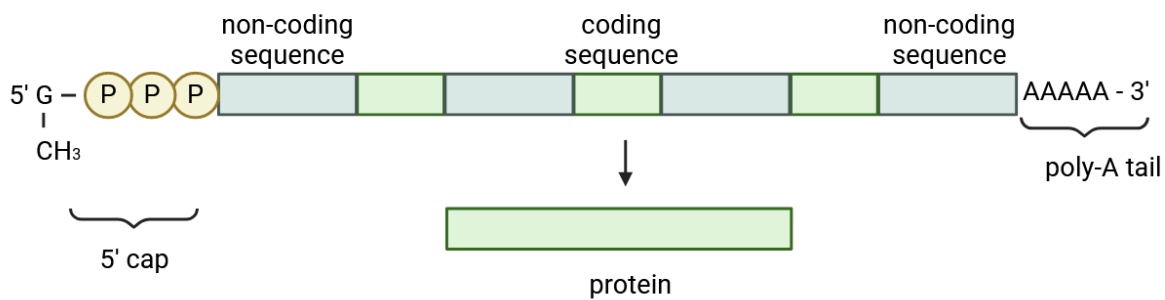 non-coding
sequence
coding
sequence
non-coding
sequence
5' G
P P P
AAAAA - 3'
CH3
poly-A tail
5' cap
protein